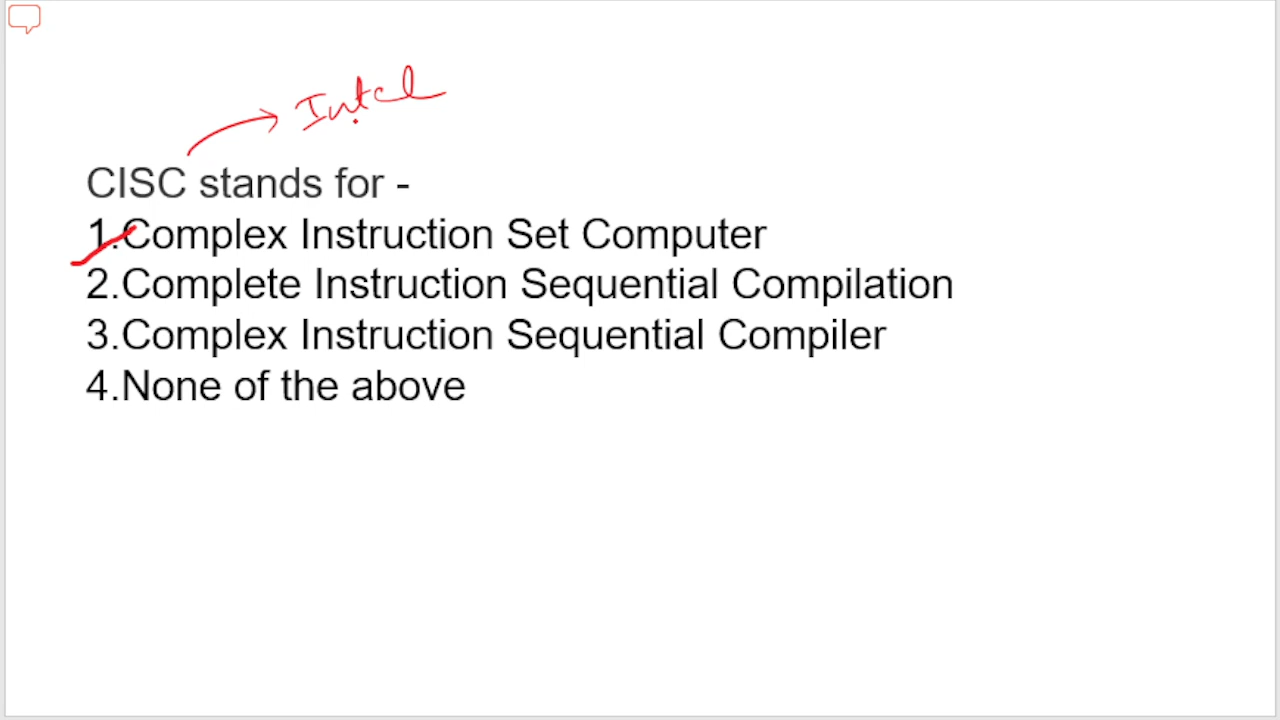 Intel
CISC stands for -
1.Complex Instruction Set Computer
2.Complete Instruction Sequential Compilation
3.Complex Instruction Sequential Compiler
4.None of the above